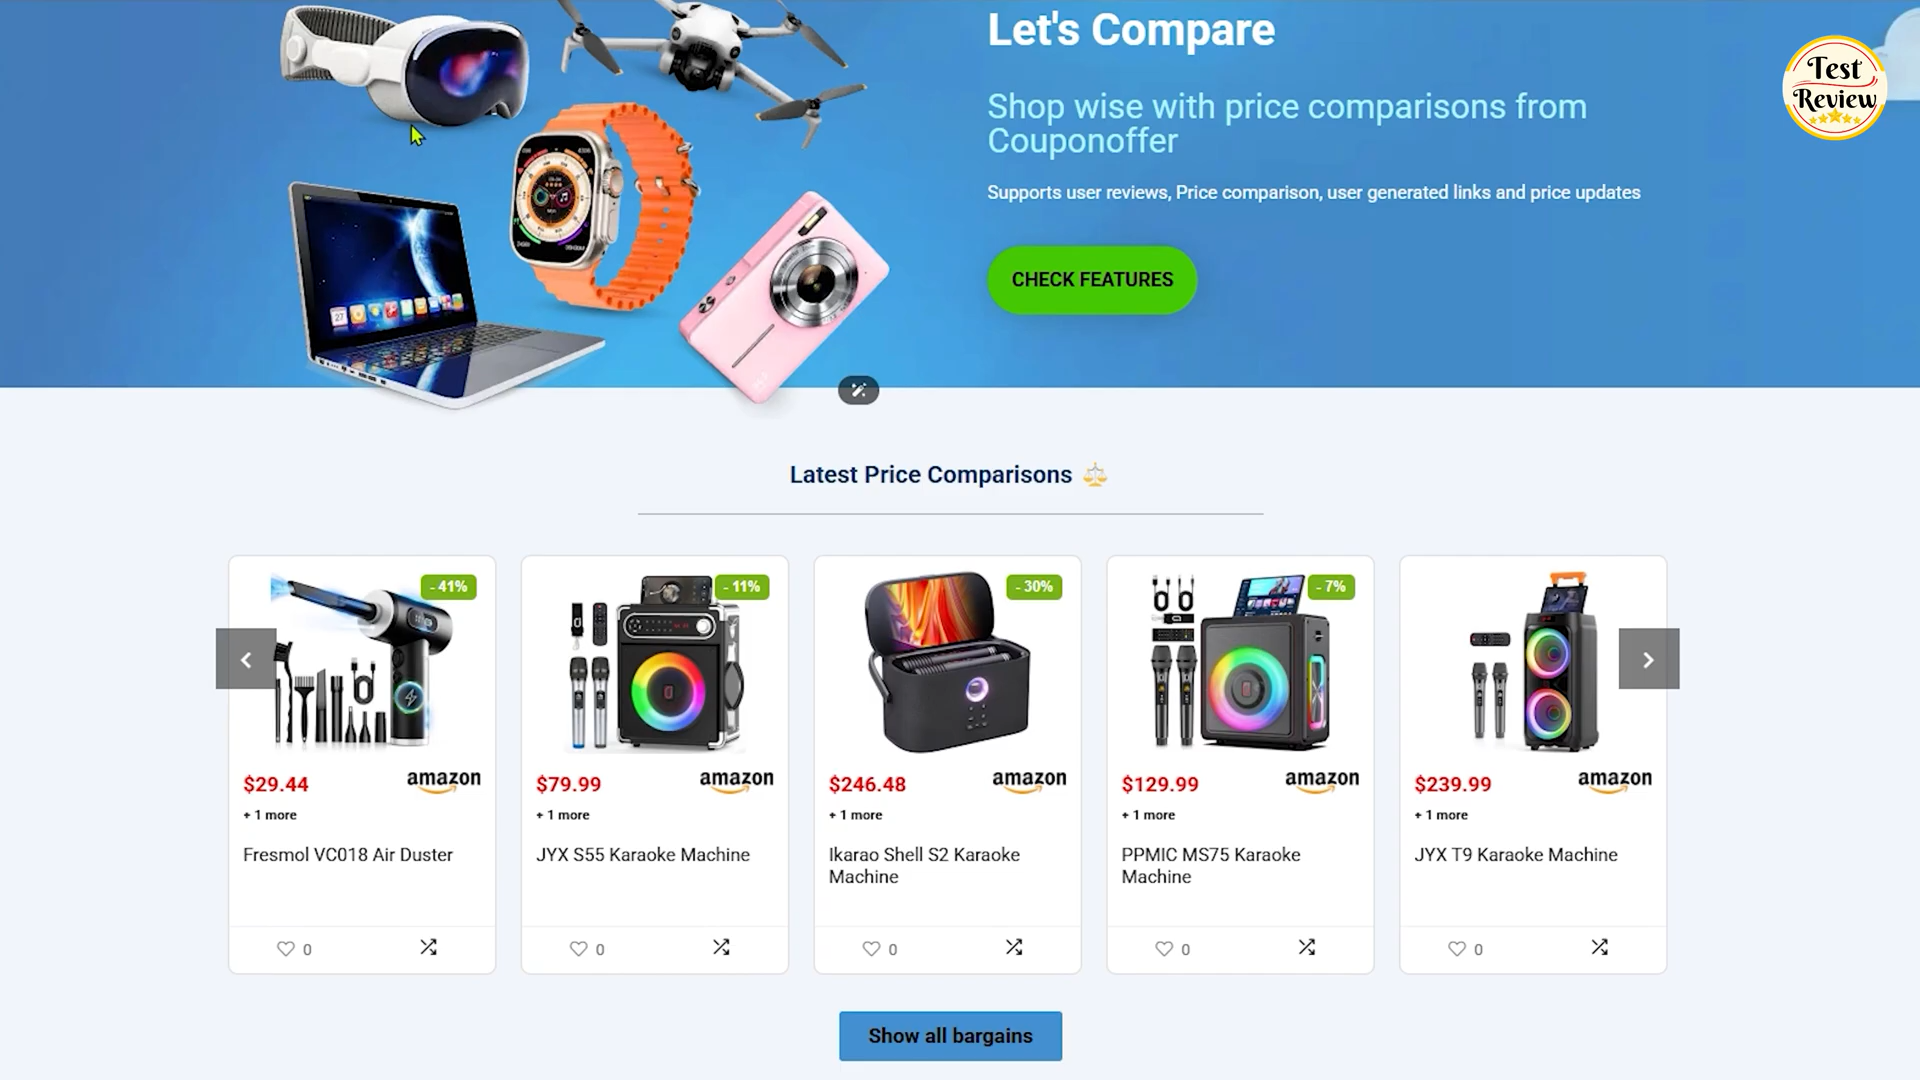 Let's Compare
Test
Review
Shop wise with price comparisons from
Couponoffer
Supports user reviews, Price comparison, user generated links and price updates
CHECK FEATURES
Latest Price Comparisons
- 41%
- 11%
- 30%
- 7%
$29.44
amazon
+ 1 more
Fresmol VC018 Air Duster
0
$79.99
amazon
+ 1 more
JYX S55 Karaoke Machine
0
$246.48
amazon
+ 1 more
Ikarao Shell S2 Karaoke
Machine
0
$129.99
amazon
+ 1 more
PPMIC MS75 Karaoke
Machine
0
$239.99
amazon
+ 1 more
JYX T9 Karaoke Machine
0
Show all bargains